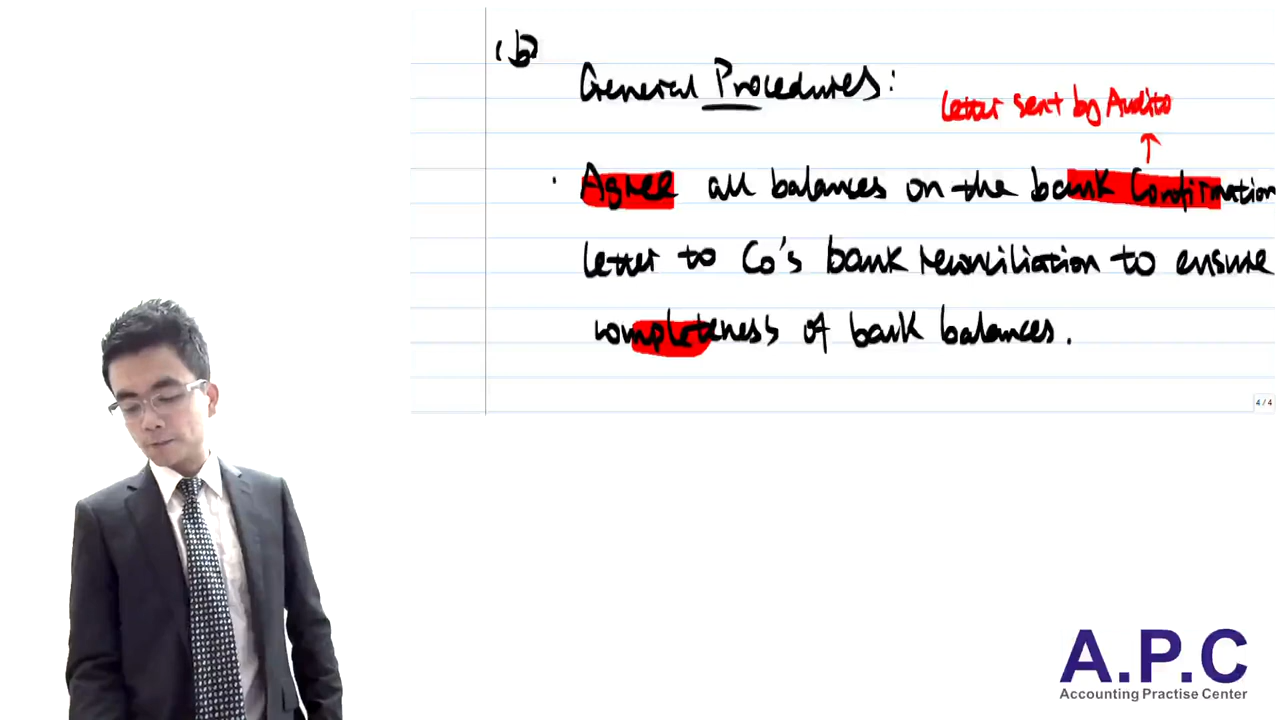 (b)
General Procedures:
letter sent by Audito
· Agree all balances on the bank Confirmation
letter to Co's bank reconciliation to ensure
completeness of bank balances.
4 / 4
A.P.C
Accounting Practise Center